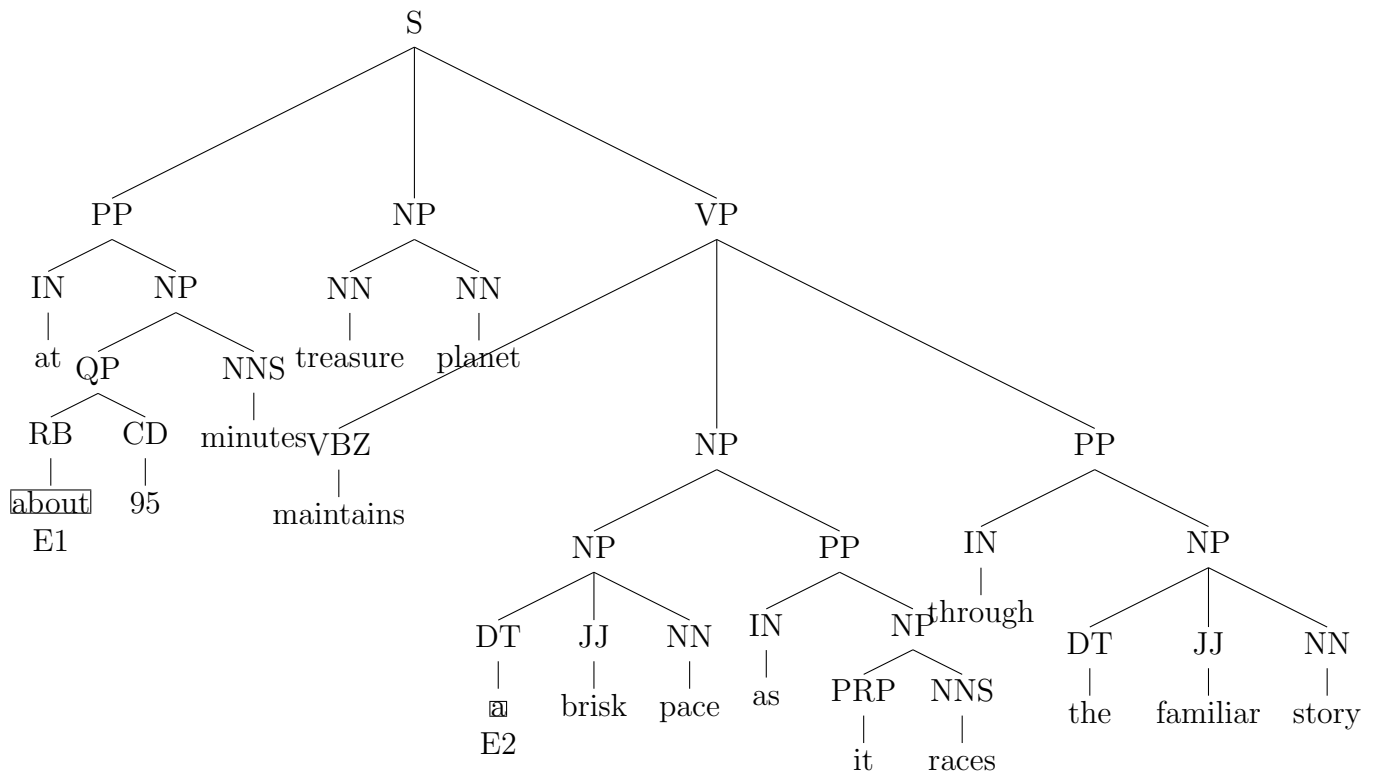 S
PP NP VP
IN NP NN NN
at QP NNS treasure planet
RB CD minutes VBZ NP PP
about 95 maintains
E1 NP PP IN NP
DT JJ NN IN NP through DT JJ NN
a brisk pace as PRP NNS the familiar story
E2 it races